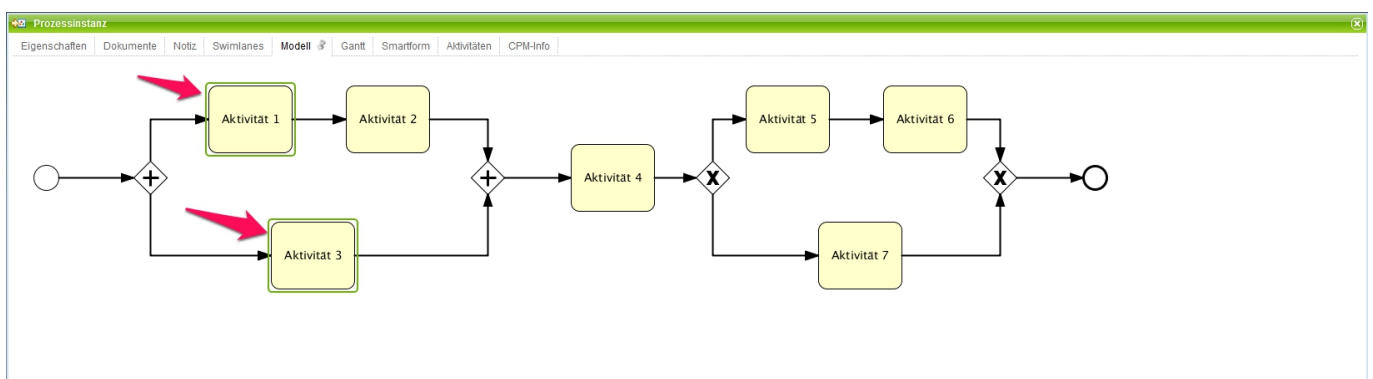 Prozessinstanz
Eigenschaften Dokumente Notiz Swimlanes Modell Gantt Smartform Aktivitäten CPM-Info
Aktivität 1 Aktivität 2 Aktivität 5 Aktivität 6
Aktivität 4
Aktivität 3 Aktivität 7